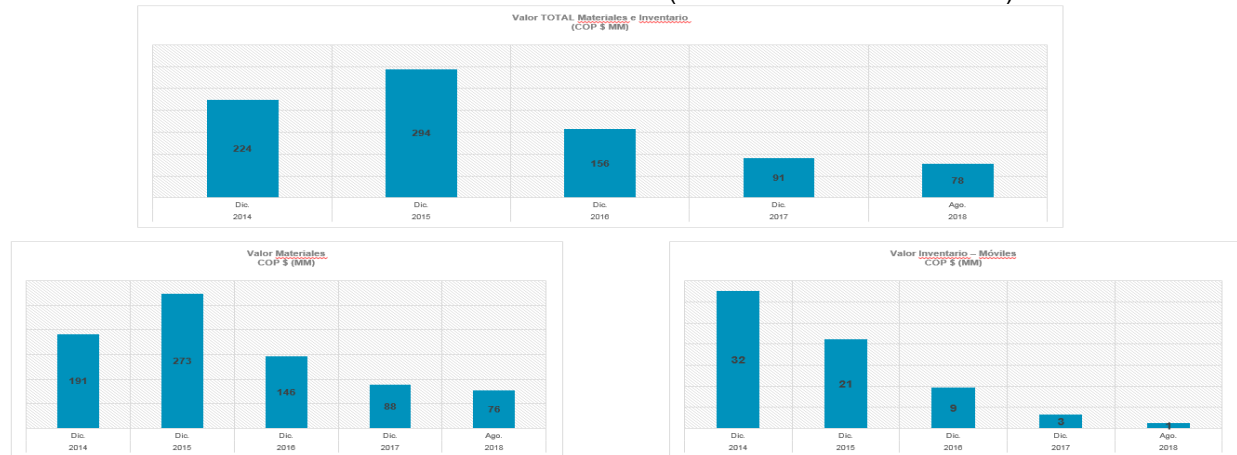 Valor TOTAL Materiales e Inventario
(COP $ MM)
224
294
156
91
78
Dic. Dic. Dic. Dic. Ago.
2014 2015 2016 2017 2018
Valor Materiales
COP $ (MM)
191
273
146
88
76
Dic. Dic. Dic. Dic. Ago.
2014 2015 2016 2017 2018
Valor Inventario – Móviles
COP $ (MM)
32
21
9
3
1
Dic. Dic. Dic. Dic. Ago.
2014 2015 2016 2017 2018